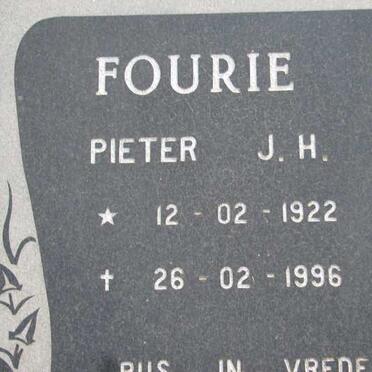 FOURIE
PIETER J. H.
★ 12 - 02 - 1922
✝ 26 - 02 - 1996
RUS IN VREDE